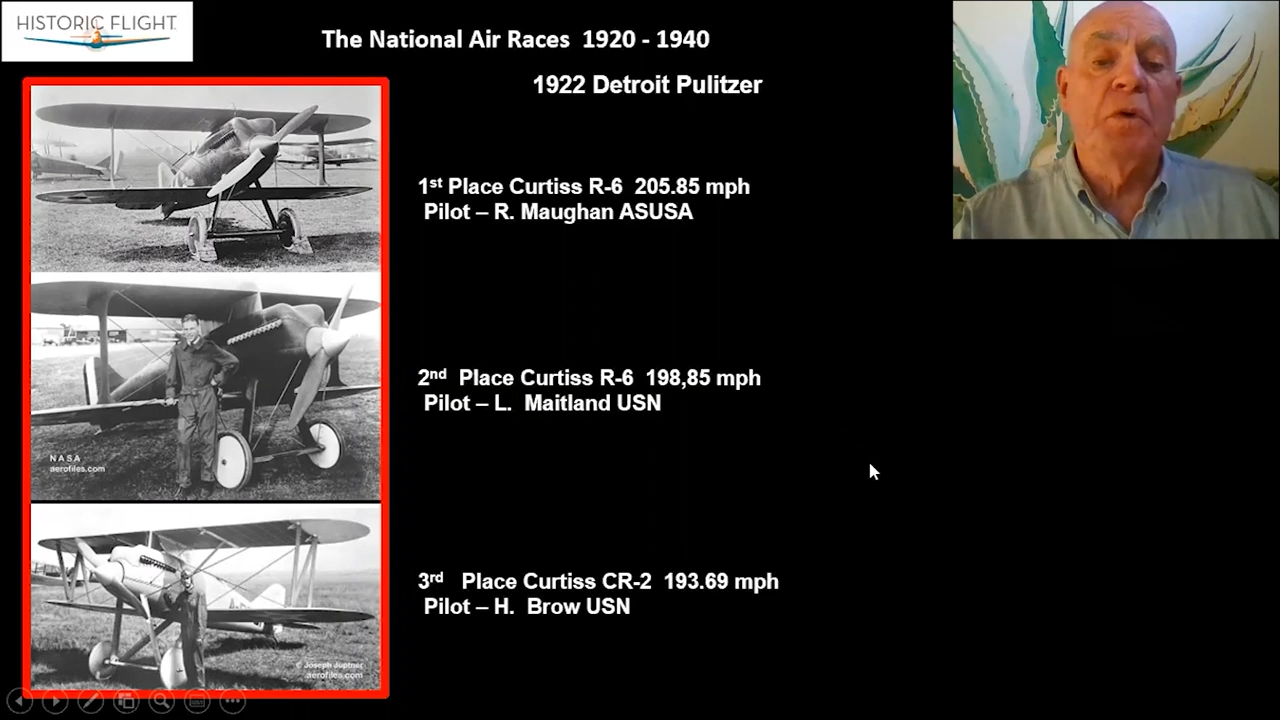 HISTORIC FLIGHT
The National Air Races 1920 - 1940
1922 Detroit Pulitzer
1st Place Curtiss R-6 205.85 mph
Pilot – R. Maughan ASUSA
2nd Place Curtiss R-6 198,85 mph
Pilot – L. Maitland USN
NASA
aerofiles.com
3rd Place Curtiss CR-2 193.69 mph
Pilot – H. Brow USN
© Joseph Juptner
aerofiles.com